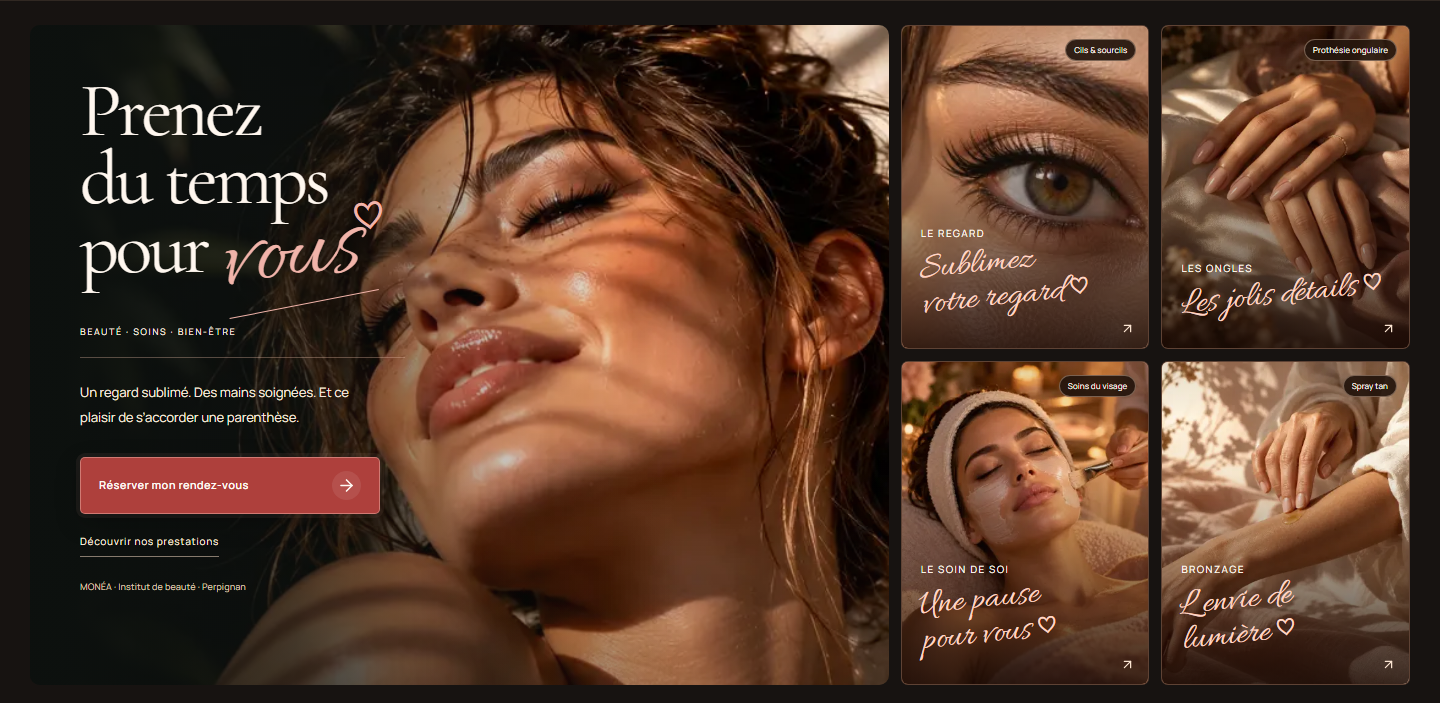 Prenez
du temps
pour vous
BEAUTÉ · SOINS · BIEN-ÊTRE
Un regard sublimé. Des mains soignées. Et ce
plaisir de s'accorder une parenthèse.
Réserver mon rendez-vous
Découvrir nos prestations
MONÉA · Institut de beauté · Perpignan
Cils & sourcils
LE REGARD
Sublimez
votre regard
Prothésie ongulaire
LES ONGLES
Les jolis détails
Soins du visage
LE SOIN DE SOI
Une pause
pour vous
Spray tan
BRONZAGE
L'envie de
lumière